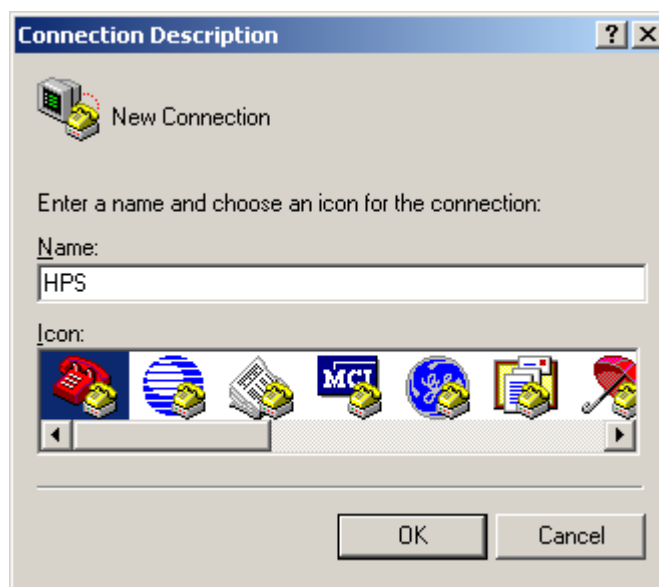 Connection Description
New Connection
Enter a name and choose an icon for the connection:
Name:
HPS
Icon:
MCI
OK Cancel